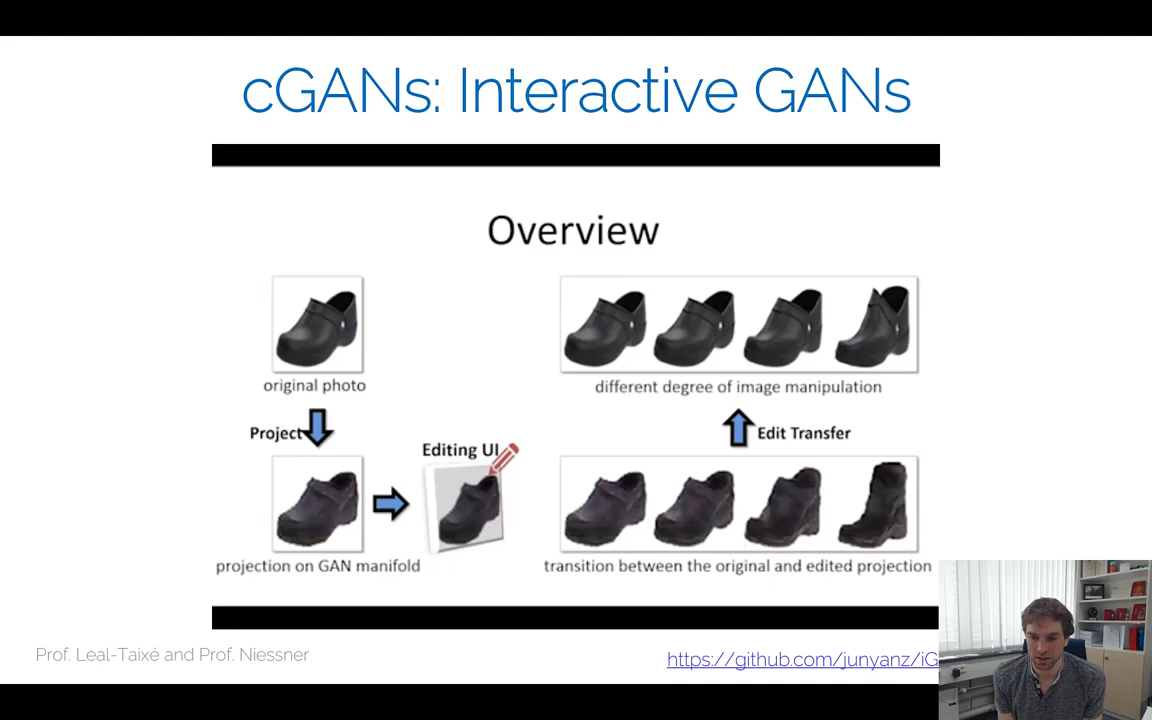 cGANs: Interactive GANs
Overview
original photo
different degree of image manipulation
Project
Edit Transfer
Editing UI
projection on GAN manifold
transition between the original and edited projection
Prof. Leal-Taixé and Prof. Niessner
https://github.com/junyanz/iG